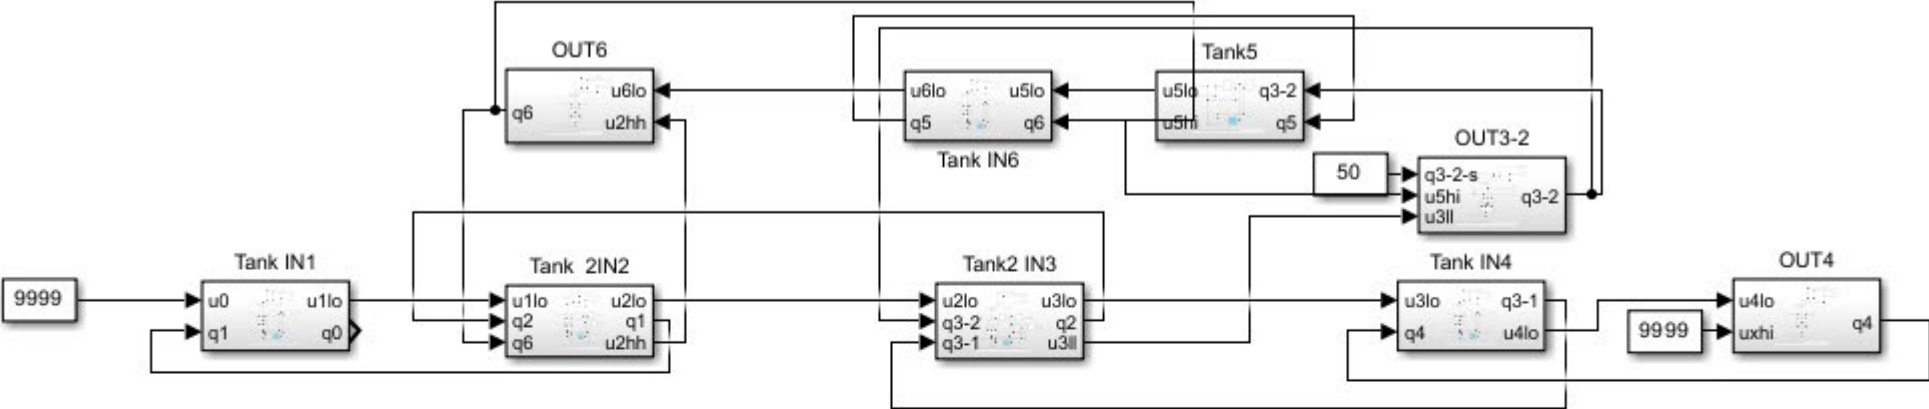 OUT6
q6
u6lo
u2hh
u6lo
q5
u5lo
q6
Tank IN6
Tank5
u5lo
u5hi
q3-2
q5
OUT3-2
50
q3-2-s
u5hi
u3ll
q3-2
9999
Tank IN1
u0
q1
u1lo
q0
Tank 2IN2
u1lo
q2
q6
u2lo
q1
u2hh
Tank2 IN3
u2lo
q3-2
q3-1
u3lo
q2
u3ll
Tank IN4
u3lo
q4
q3-1
u4lo
9999
OUT4
u4lo
uxhi
q4